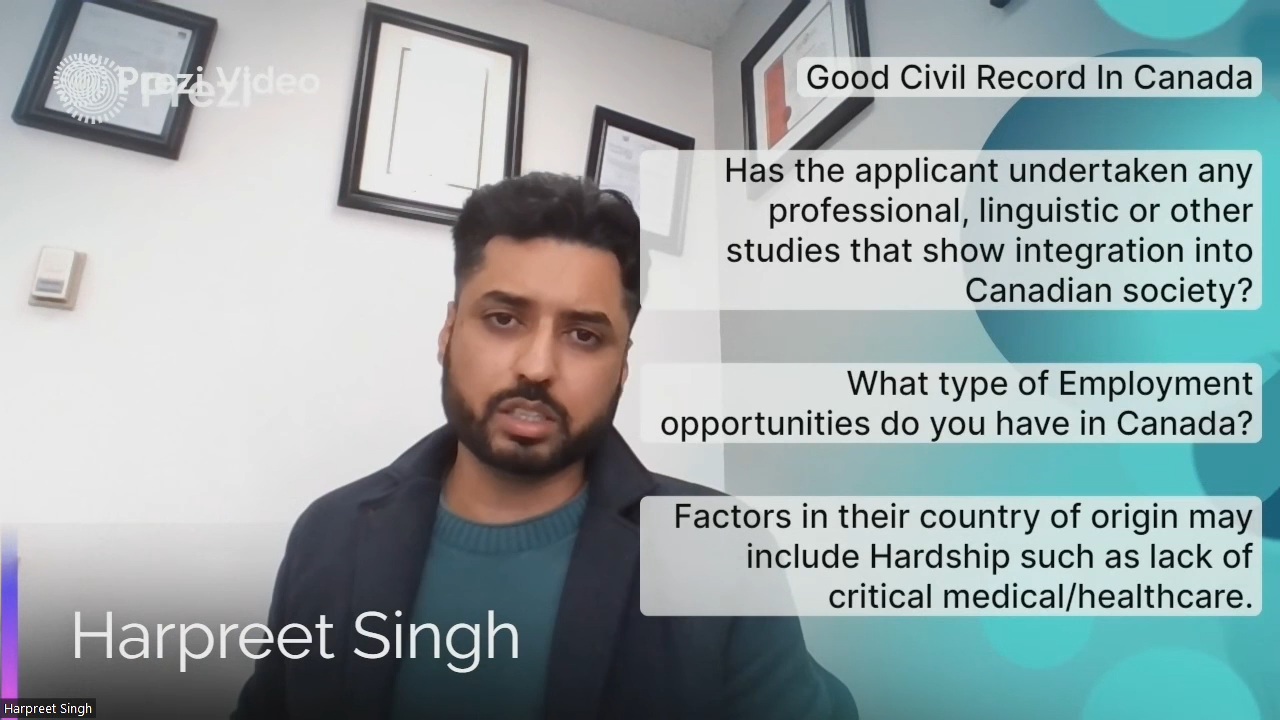 Prezi Video
Prezi
Good Civil Record In Canada
Has the applicant undertaken any
professional, linguistic or other
studies that show integration into
Canadian society?
What type of Employment
opportunities do you have in Canada?
Factors in their country of origin may
include Hardship such as lack of
critical medical/healthcare.
Harpreet Singh
Harpreet Singh